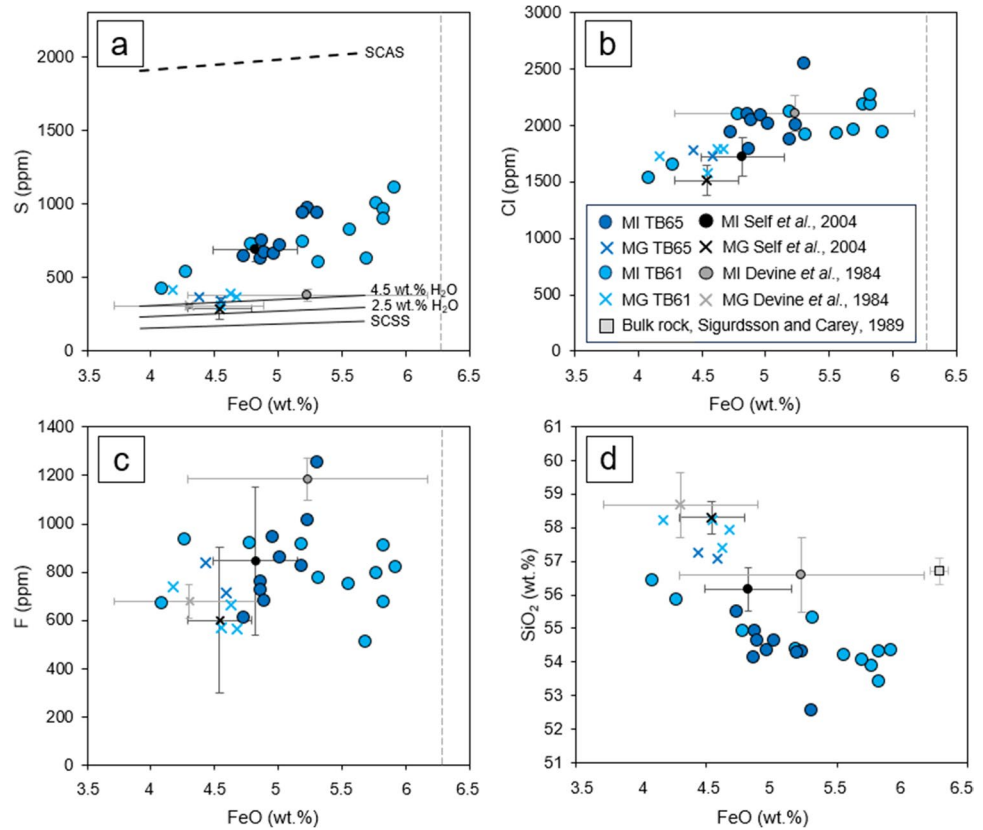 a
2000
1500
1000
500
0
S (ppm)
SCAS
4.5 wt.% H₂O
2.5 wt.% H₂O
SCSS
3.5 4 4.5 5 5.5 6 6.5
FeO (wt.%)
b
3000
2500
2000
1500
1000
500
0
Cl (ppm)
MI TB65
MG TB65
MI TB61
MG TB61
MI Self et al., 2004
MG Self et al., 2004
MI Devine et al., 1984
MG Devine et al., 1984
Bulk rock, Sigurdsson and Carey, 1989
3.5 4 4.5 5 5.5 6 6.5
FeO (wt.%)
c
1400
1200
1000
800
600
400
200
0
F (ppm)
3.5 4 4.5 5 5.5 6 6.5
FeO (wt.%)
d
61
60
59
58
57
56
55
54
53
52
51
SiO₂ (wt.%)
3.5 4 4.5 5 5.5 6 6.5
FeO (wt.%)